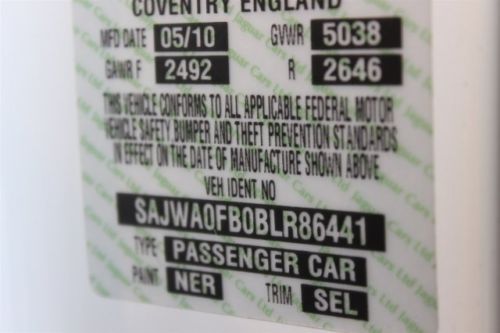 COVENTRY ENGLAND
MFD DATE 05/10 GVWR 5038
GAWR F 2492 R 2646
THIS VEHICLE CONFORMS TO ALL APPLICABLE FEDERAL MOTOR
VEHICLE SAFETY BUMPER AND THEFT PREVENTION STANDARDS
IN EFFECT ON THE DATE OF MANUFACTURE SHOWN ABOVE.
VEH IDENT NO
SAJWA0FB0BLR86441
TYPE PASSENGER CAR
PAINT NER TRIM SEL